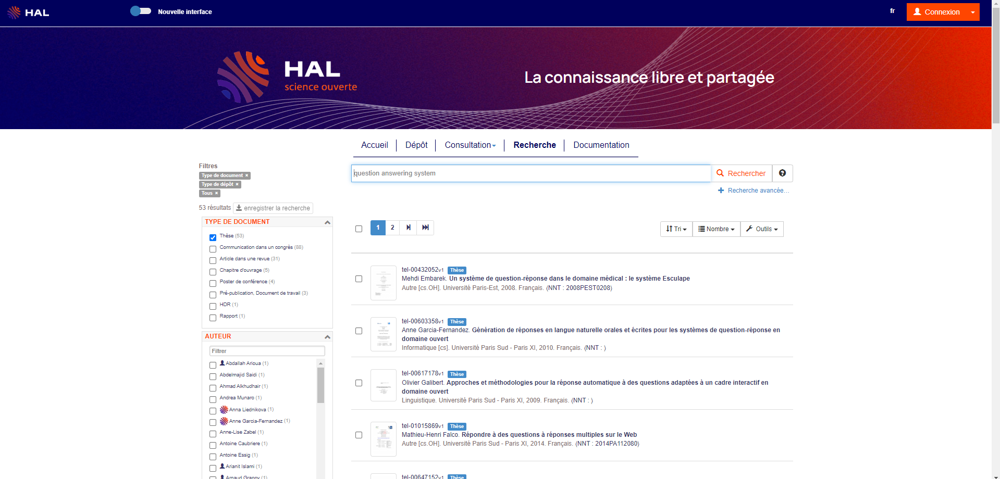 HAL
Nouvelle interface
fr
Connexion
HAL
science ouverte
La connaissance libre et partagée
Accueil
Dépôt
Consultation
Recherche
Documentation
Filtres
Type de document ×
Type de dépôt ×
Tous ×
question answering system
Rechercher
Recherche avancée...
53 résultats
enregistrer la recherche
TYPE DE DOCUMENT
Thèse (53)
Communication dans un congrès (88)
Article dans une revue (31)
Chapitre d'ouvrage (5)
Poster de conférence (4)
Pré-publication, Document de travail (3)
HDR (1)
Rapport (1)
AUTEUR
Filtrer
Abdallah Arioua (1)
Abdelmajid Saidi (1)
Ahmad Alkhudhair (1)
Andrea Munaro (1)
Anna Liednikova (1)
Anne Garcia-Fernandez (1)
Anne-Lise Zabel (1)
Antoine Caubriere (1)
Antoine Essig (1)
Arianit Islami (1)
Arnaud Grappy (1)
1
2
Tri
Nombre
Outils
tel-00432052v1 Thèse
Mehdi Embarek. Un système de question-réponse dans le domaine médical : le système Esculape
Autre [cs.OH]. Université Paris-Est, 2008. Français. ⟨NNT : 2008PEST0208⟩
tel-00603358v1 Thèse
Anne Garcia-Fernandez. Génération de réponses en langue naturelle orales et écrites pour les systèmes de question-réponse en
domaine ouvert
Informatique [cs]. Université Paris Sud - Paris XI, 2010. Français. ⟨NNT : ⟩
tel-00617178v1 Thèse
Olivier Galibert. Approches et méthodologies pour la réponse automatique à des questions adaptées à un cadre interactif en
domaine ouvert
Linguistique. Université Paris Sud - Paris XI, 2009. Français. ⟨NNT : ⟩
tel-01015869v1 Thèse
Mathieu-Henri Falco. Répondre à des questions à réponses multiples sur le Web
Autre [cs.OH]. Université Paris Sud - Paris XI, 2014. Français. ⟨NNT : 2014PA112080⟩
tel-00647152v1 Thèse